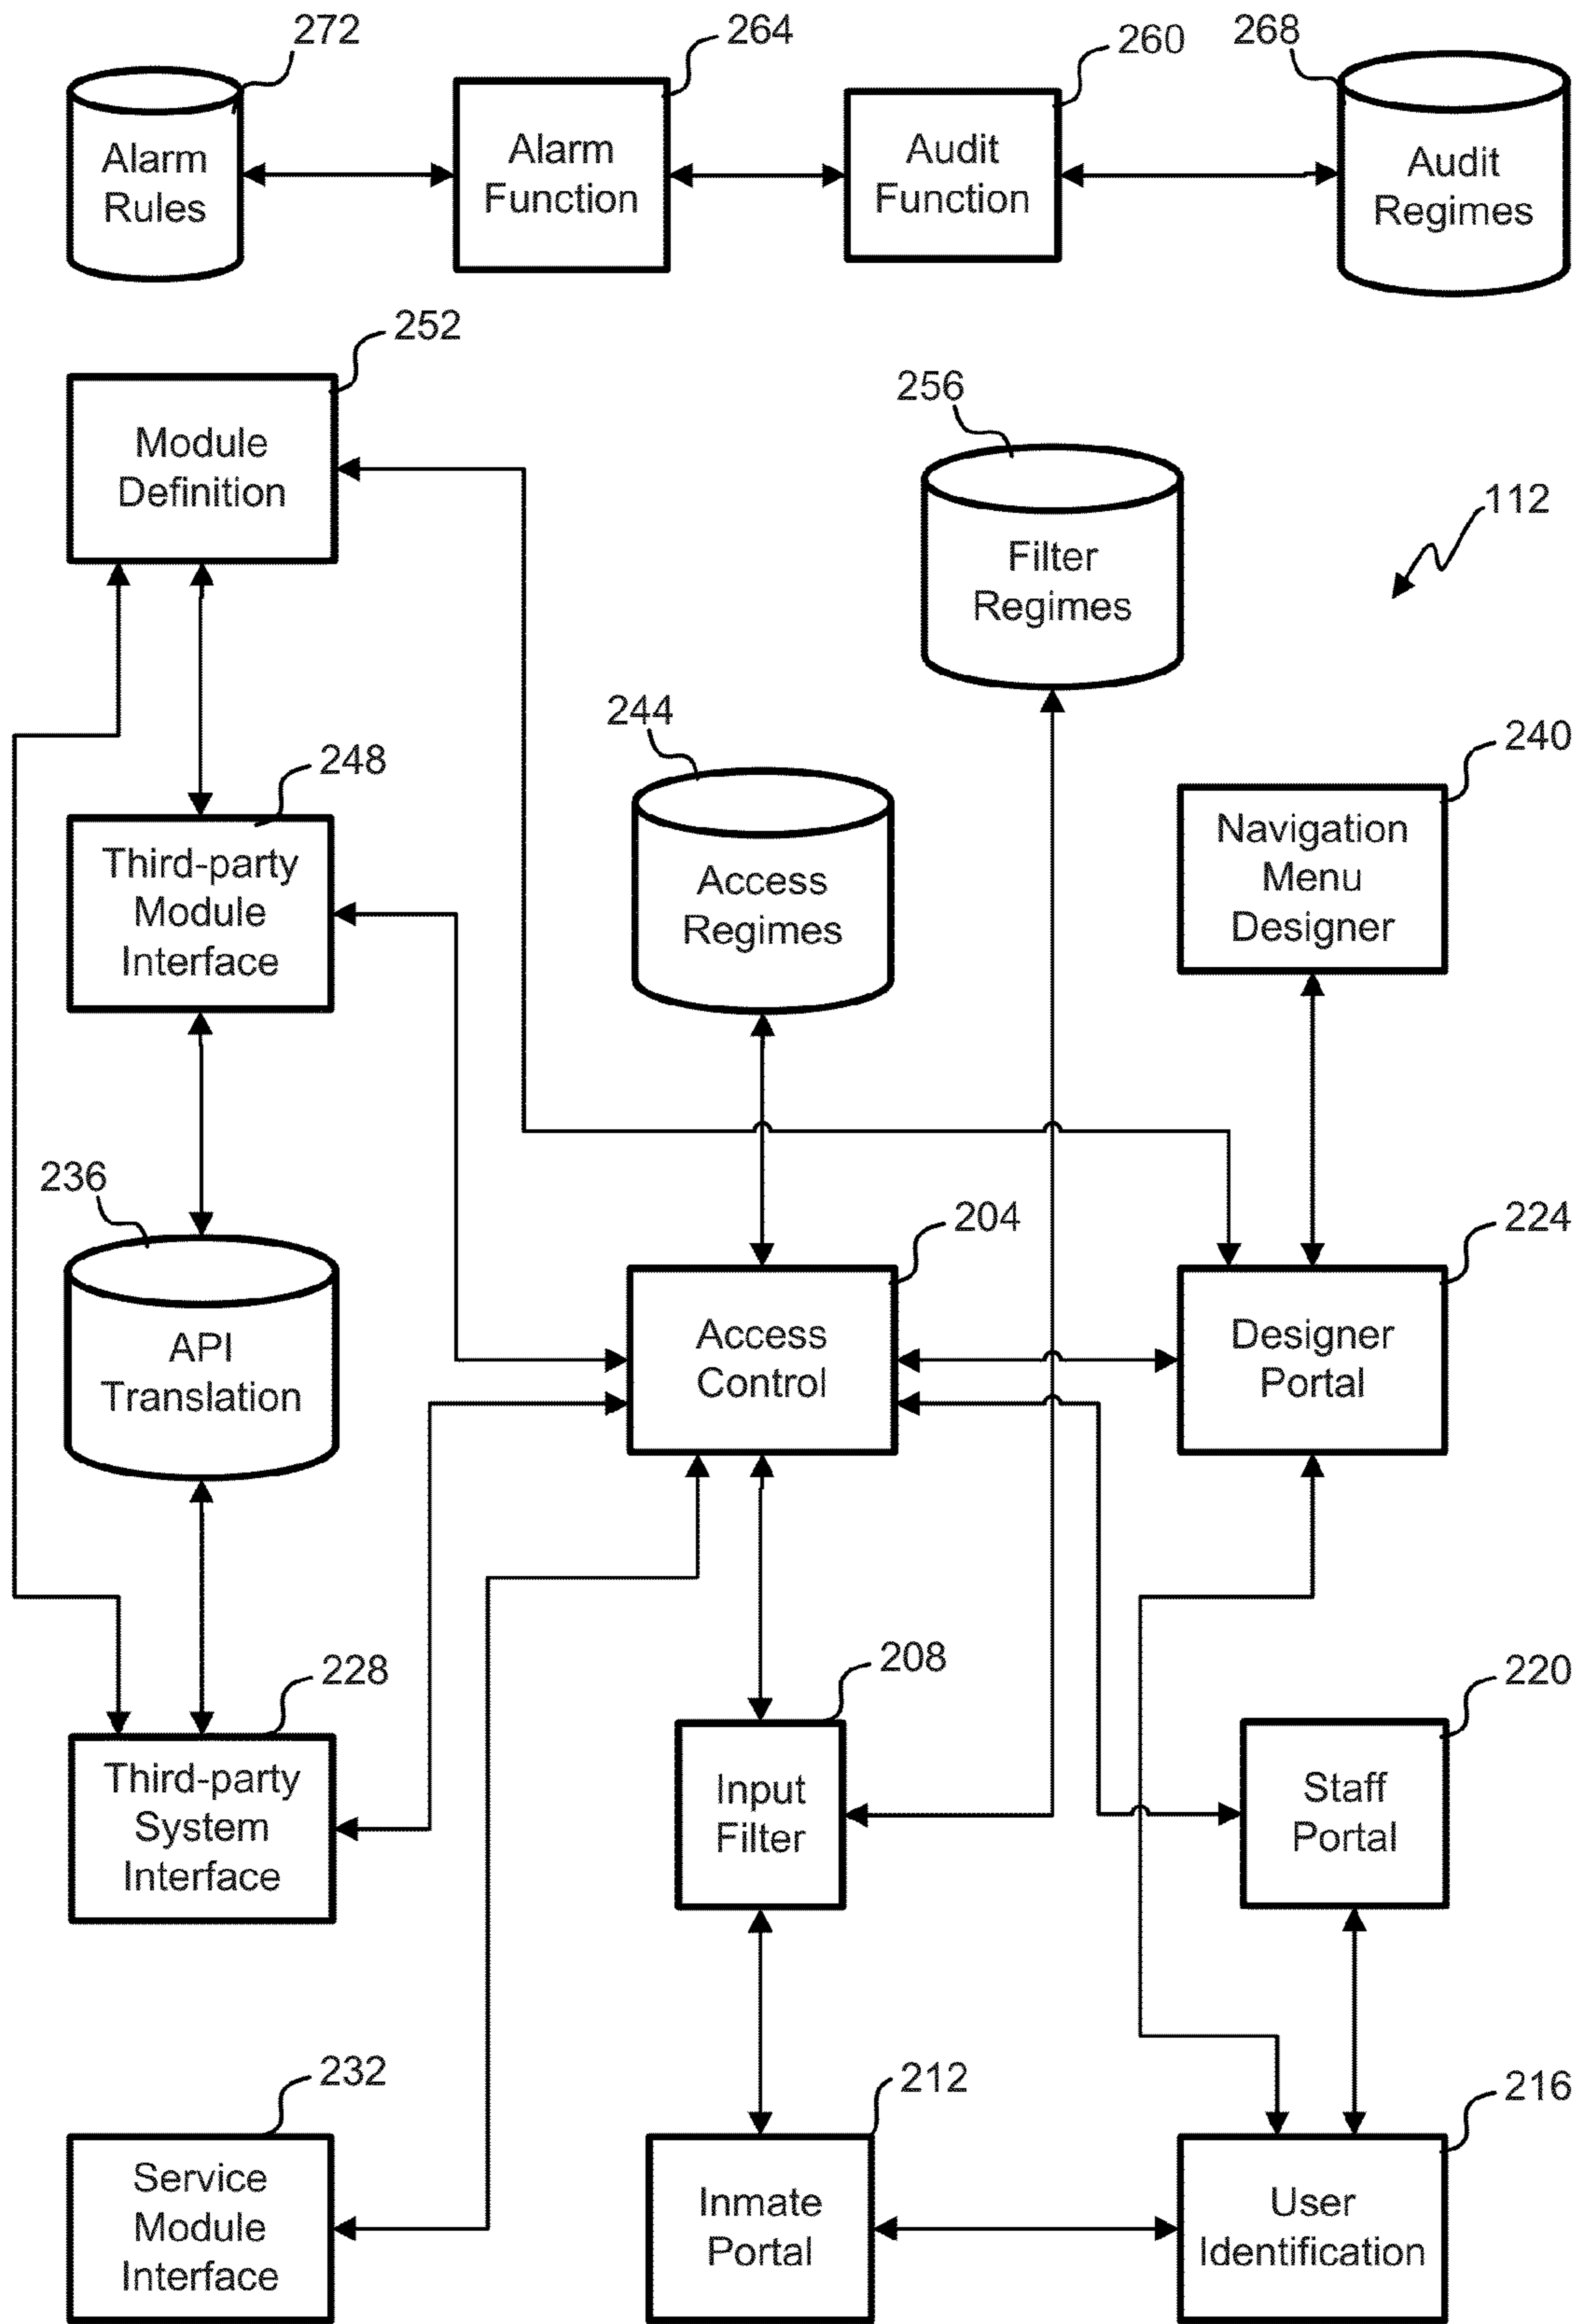 272
264
260
268
Alarm
Rules
Alarm
Function
Audit
Function
Audit
Regimes
252
Module
Definition
256
Filter
Regimes
112
244
Access
Regimes
240
Navigation
Menu
Designer
248
Third-party
Module
Interface
236
API
Translation
204
Access
Control
224
Designer
Portal
228
Third-party
System
Interface
208
Input
Filter
220
Staff
Portal
232
Service
Module
Interface
212
Inmate
Portal
216
User
Identification